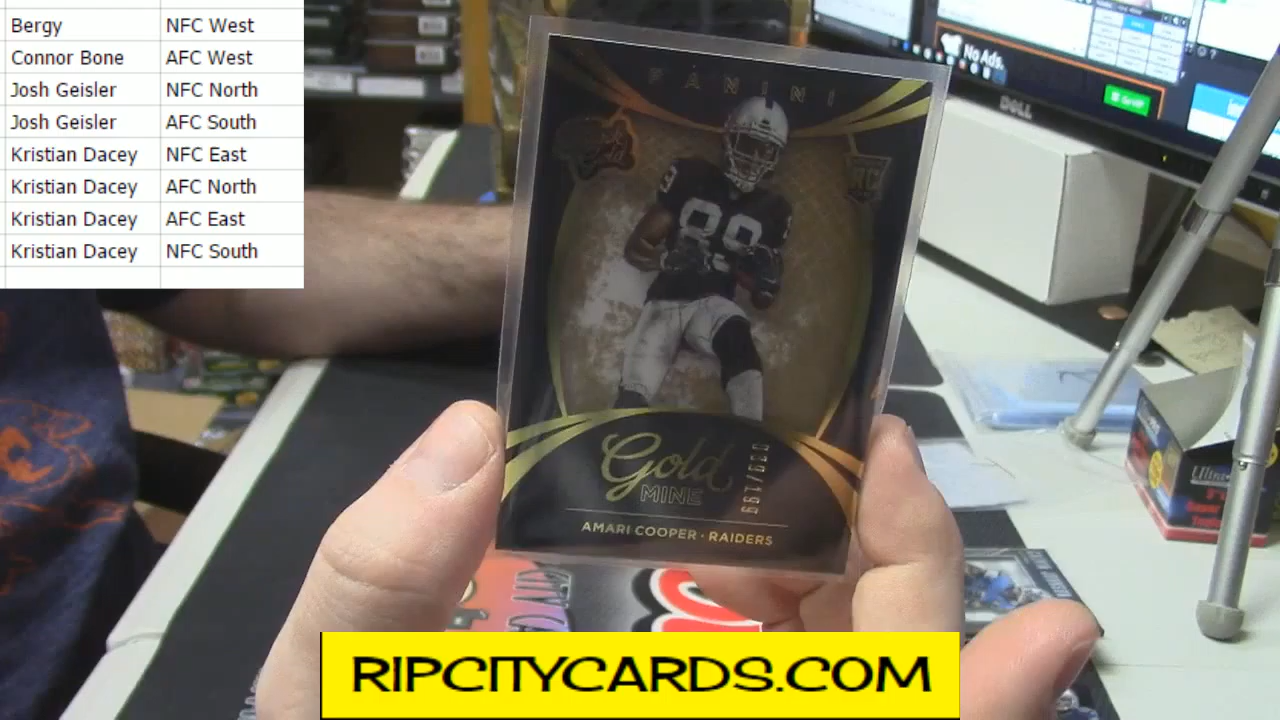 Bergy NFC West
Connor Bone AFC West
Josh Geisler NFC North
Josh Geisler AFC South
Kristian Dacey NFC East
Kristian Dacey AFC North
Kristian Dacey AFC East
Kristian Dacey NFC South
No Ads.
DELL
PANINI
RC
89
Gold
MINE
AMARI COOPER · RAIDERS
Ultra
RIPCITYCARDS.COM